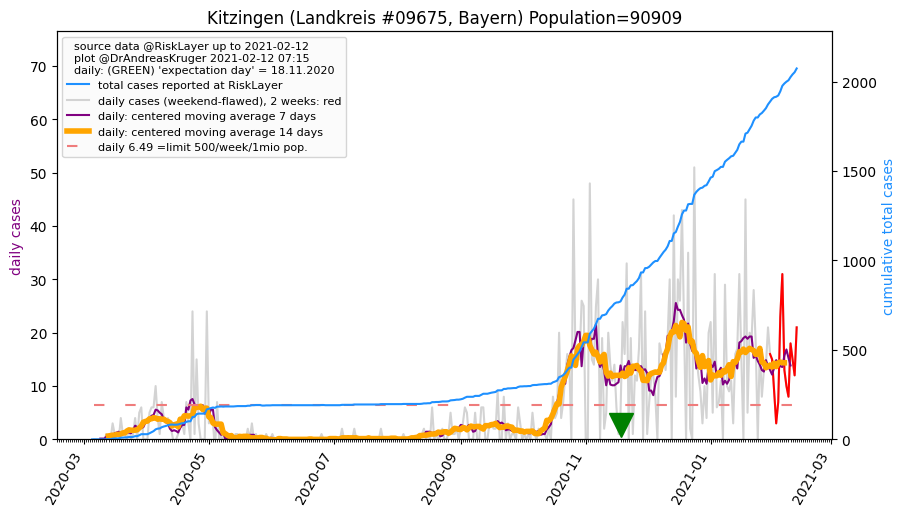 Kitzingen (Landkreis #09675, Bayern) Population=90909
source data @RiskLayer up to 2021-02-12
plot @DrAndreasKruger 2021-02-12 07:15
daily: (GREEN) 'expectation day' = 18.11.2020
total cases reported at RiskLayer
daily cases (weekend-flawed), 2 weeks: red
daily: centered moving average 7 days
daily: centered moving average 14 days
daily 6.49 =limit 500/week/1mio pop.
daily cases
70
60
50
40
30
20
10
0
cumulative total cases
2000
1500
1000
500
0
2020-03
2020-05
2020-07
2020-09
2020-11
2021-01
2021-03